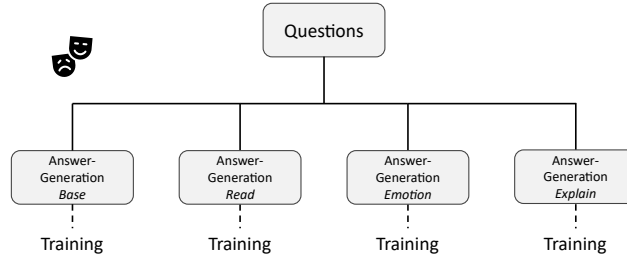 Questions
Answer-
Generation
Base
Answer-
Generation
Read
Answer-
Generation
Emotion
Answer-
Generation
Explain
Training
Training
Training
Training